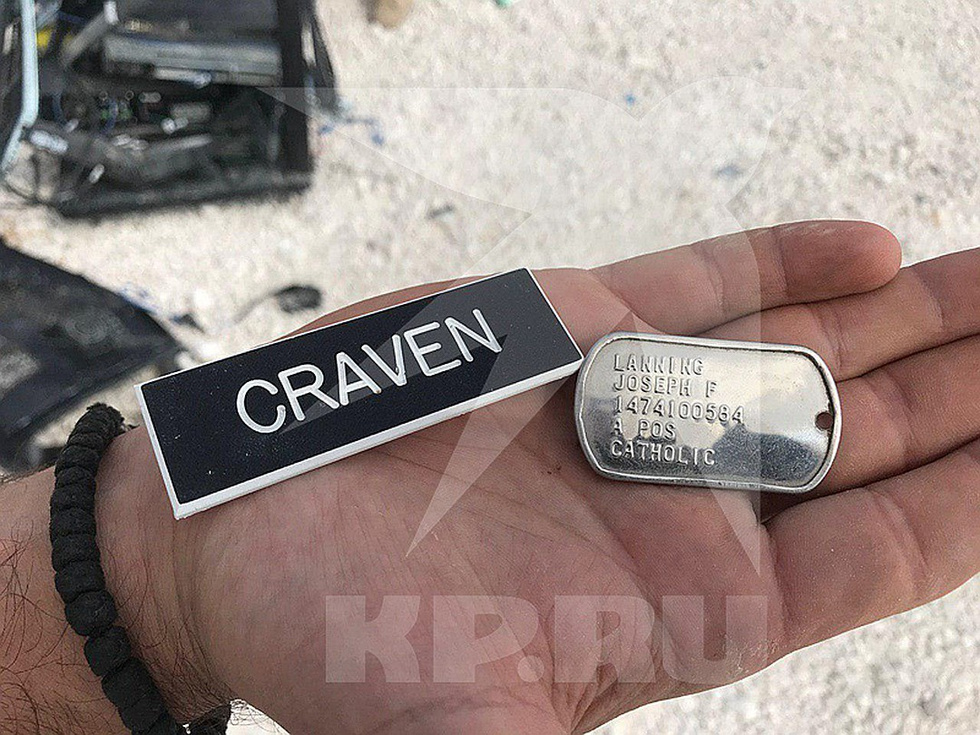 CRAVEN
LANNING
JOSEPH F
1474100584
A POS
CATHOLIC
KP.RU